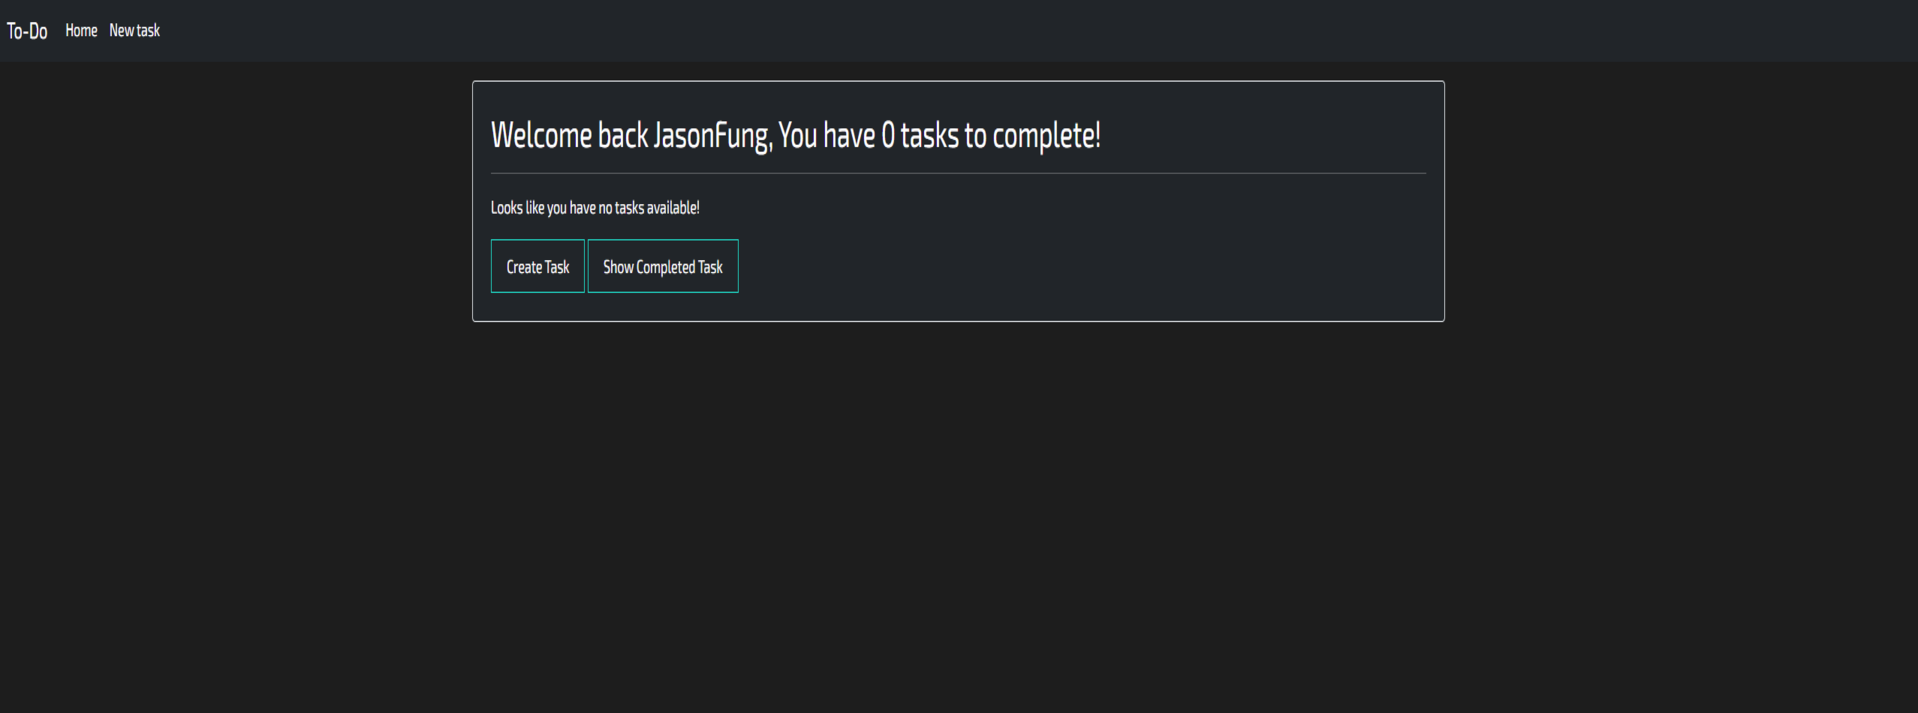 To-Do Home New task
Welcome back JasonFung, You have 0 tasks to complete!
Looks like you have no tasks available!
Create Task Show Completed Task